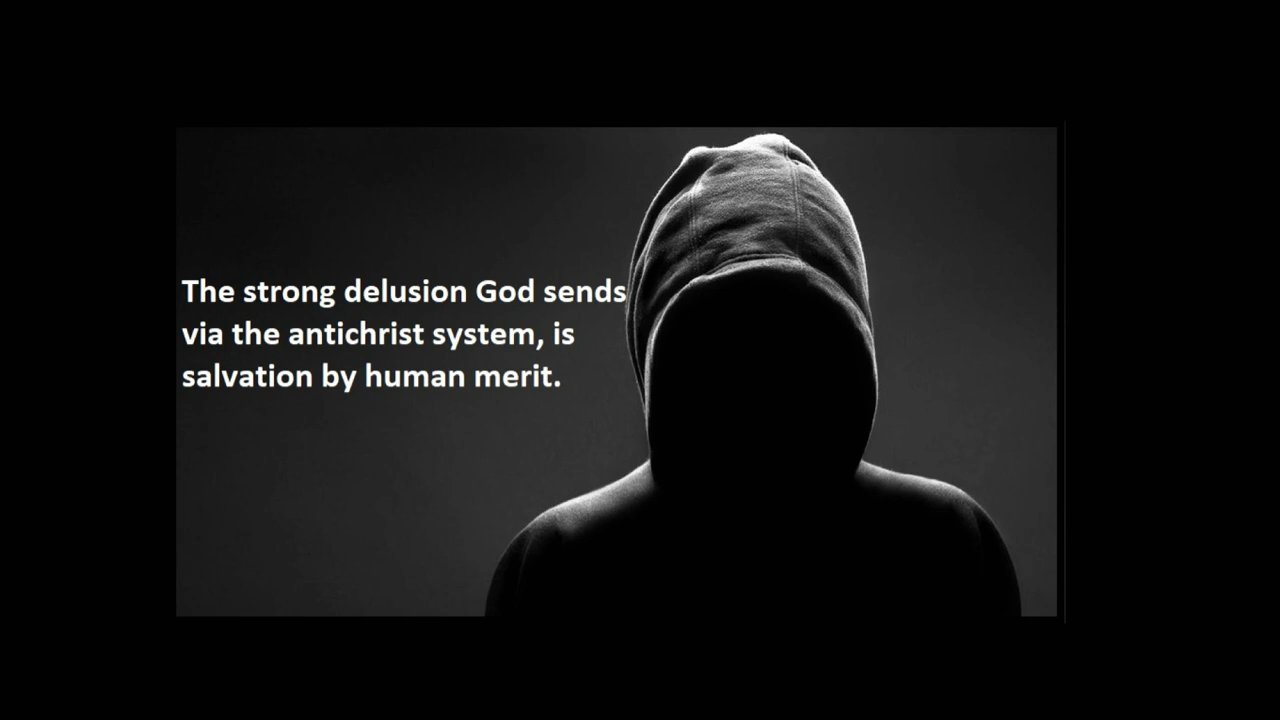 The strong delusion God sends
via the antichrist system, is
salvation by human merit.